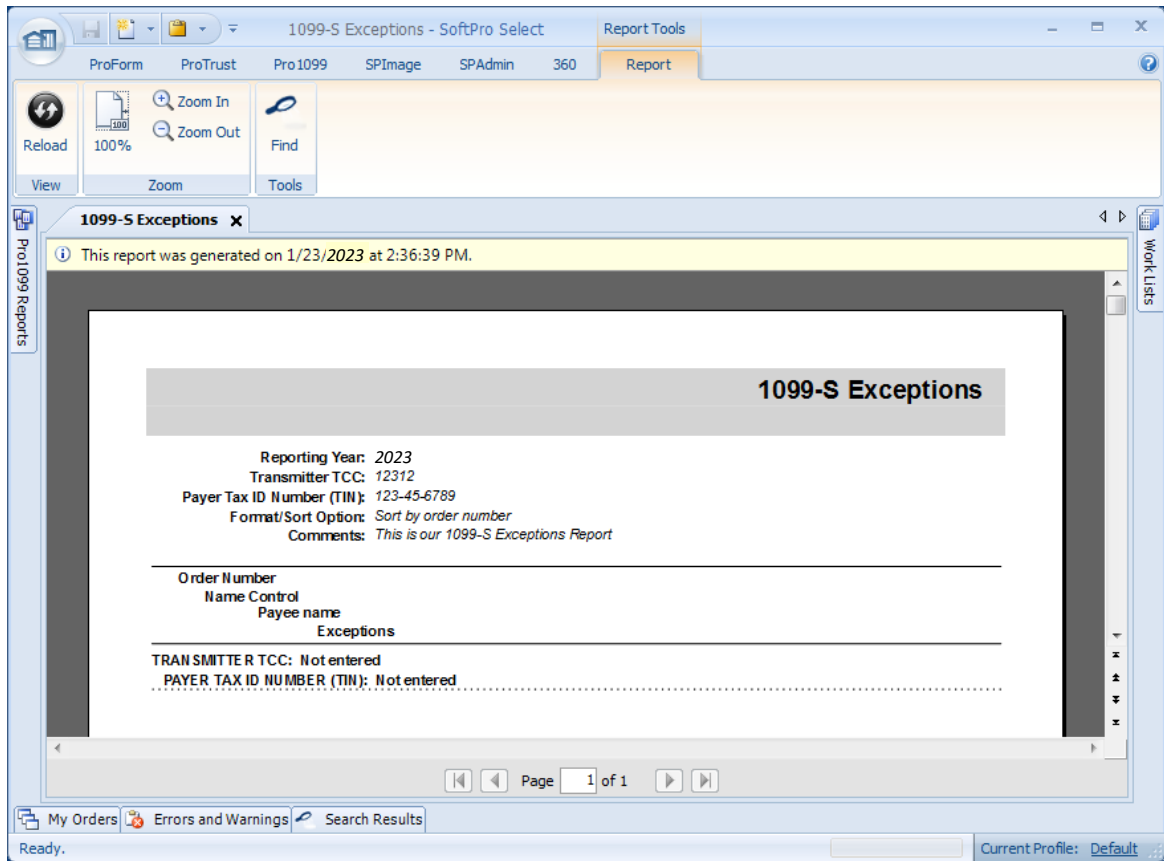 1099-S Exceptions - SoftPro Select
Report Tools
ProForm ProTrust Pro1099 SPImage SPAdmin 360 Report
Reload
100
100%
Zoom In
Zoom Out
Find
View Zoom Tools
Pro1099 Reports
1099-S Exceptions
Work Lists
This report was generated on 1/23/2023 at 2:36:39 PM.
1099-S Exceptions
Reporting Year: 2023
Transmitter TCC: 12312
Payer Tax ID Number (TIN): 123-45-6789
Format/Sort Option: Sort by order number
Comments: This is our 1099-S Exceptions Report
Order Number
Name Control
Payee name
Exceptions
TRANSMITTER TCC: Not entered
PAYER TAX ID NUMBER (TIN): Not entered
Page 1 of 1
My Orders Errors and Warnings Search Results
Ready. Current Profile: Default